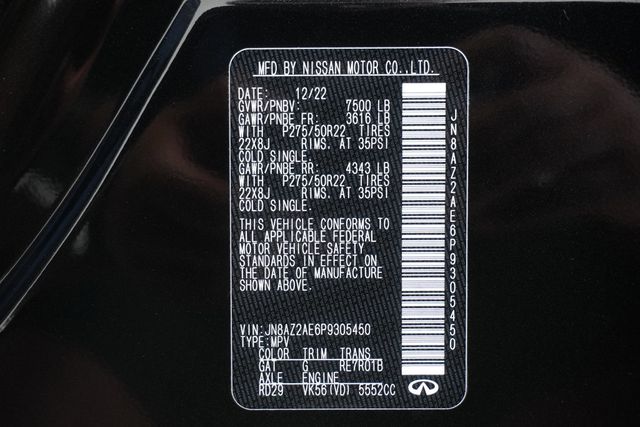 MFD BY NISSAN MOTOR CO.,LTD.
DATE: 12/22
GVWR/PNBV: 7500 LB
GAWR/PNBE FR: 3616 LB
WITH P275/50R22 TIRES
22X8J RIMS. AT 35PSI
COLD SINGLE.
GAWR/PNBE RR: 4343 LB
WITH P275/50R22 TIRES
22X8J RIMS. AT 35PSI
COLD SINGLE.
THIS VEHICLE CONFORMS TO
ALL APPLICABLE FEDERAL
MOTOR VEHICLE SAFETY
STANDARDS IN EFFECT ON
THE DATE OF MANUFACTURE
SHOWN ABOVE.
VIN:JN8AZ2AE6P9305450
TYPE:MPV
COLOR TRIM TRANS
GAT G RE7R01B
AXLE ENGINE
RD29 VK56(VD) 5552CC
JN8AZ2AE6P9305450